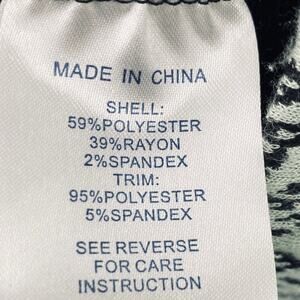 MADE IN CHINA
SHELL:
59%POLYESTER
39%RAYON
2%SPANDEX
TRIM:
95%POLYESTER
5%SPANDEX
SEE REVERSE
FOR CARE
INSTRUCTION